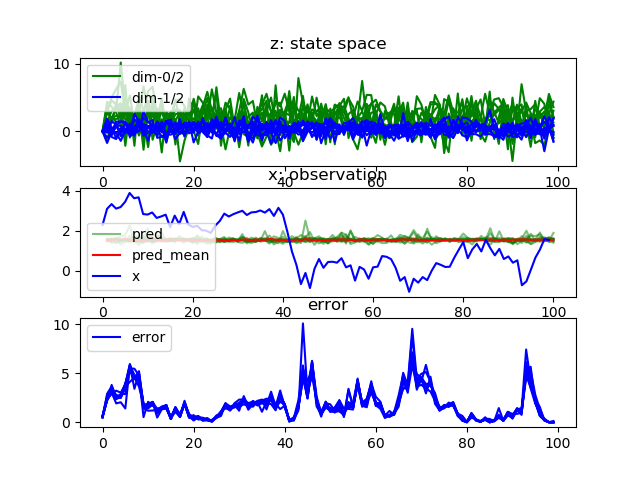 z: state space
10
0
dim-0/2
dim-1/2
0 20 40 60 80 100
x: observation
4
2
0
pred
pred_mean
x
0 20 40 60 80 100
error
10
5
0
error
0 20 40 60 80 100